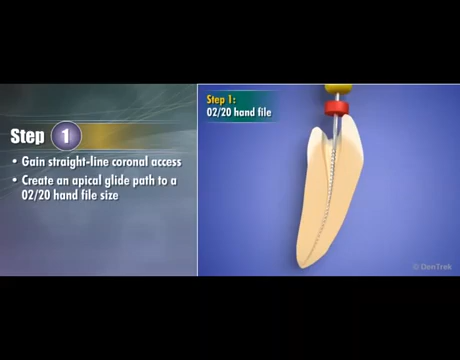 Step 1
• Gain straight-line coronal access
• Create an apical glide path to a
02/20 hand file size
Step 1:
02/20 hand file
© DenTrek